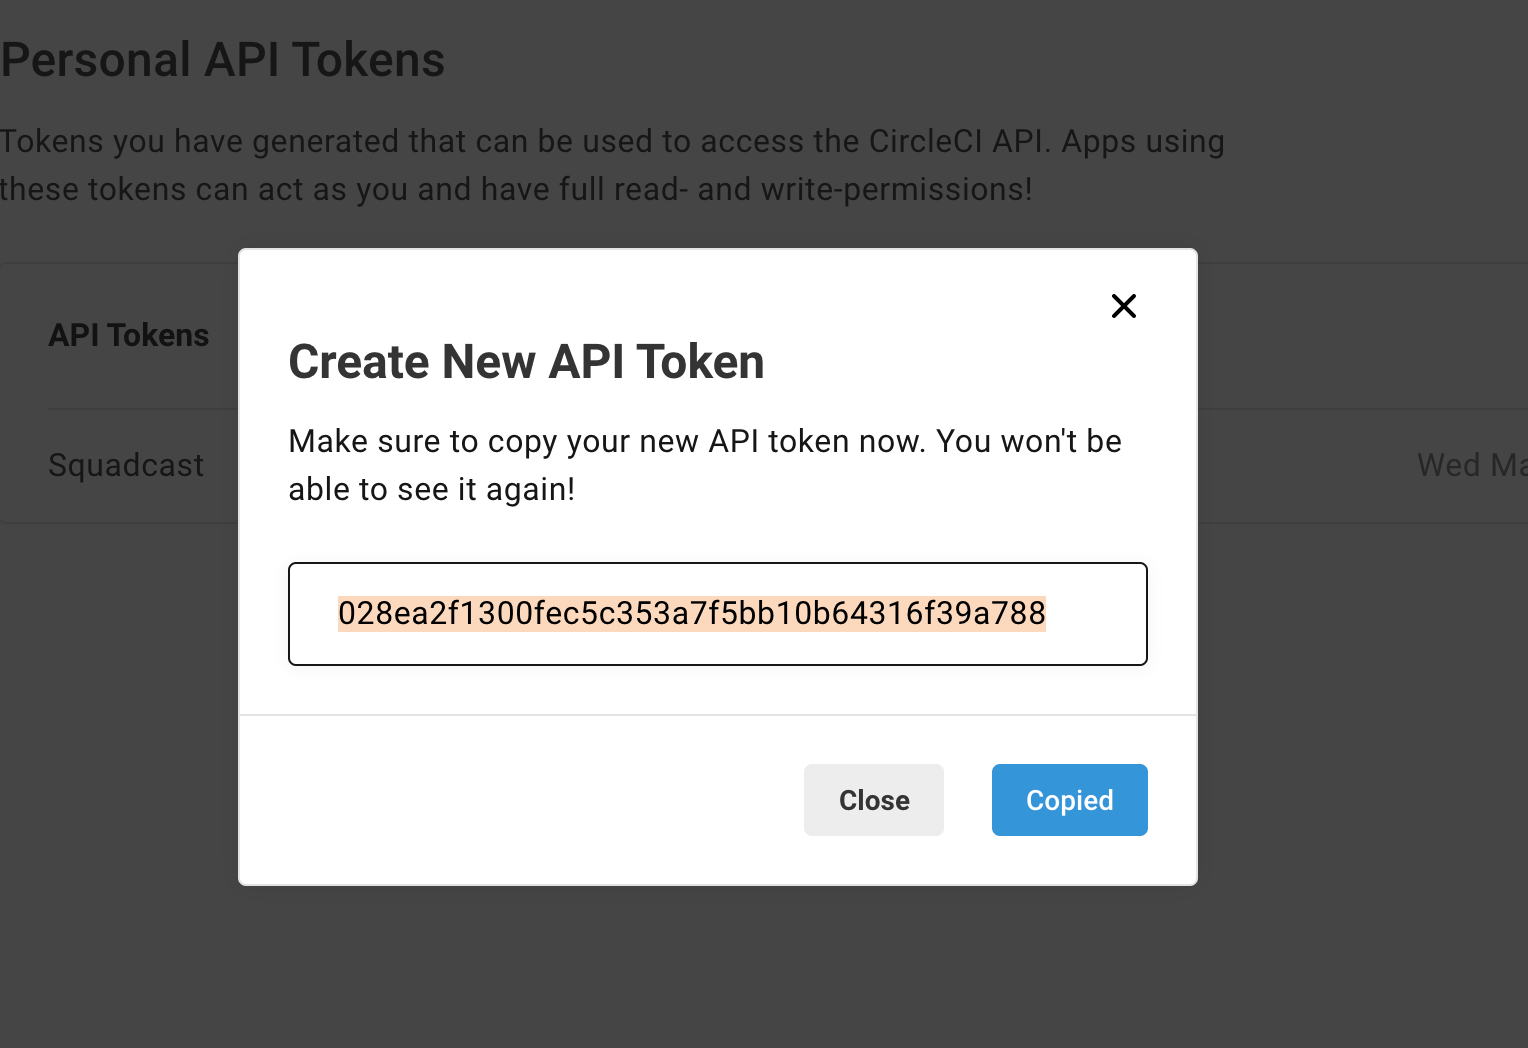 Personal API Tokens
Tokens you have generated that can be used to access the CircleCI API. Apps using
these tokens can act as you and have full read- and write-permissions!
API Tokens
Create New API Token
Make sure to copy your new API token now. You won't be
able to see it again!
Squadcast
Wed Ma
028ea2f1300fec5c353a7f5bb10b64316f39a788
Close
Copied